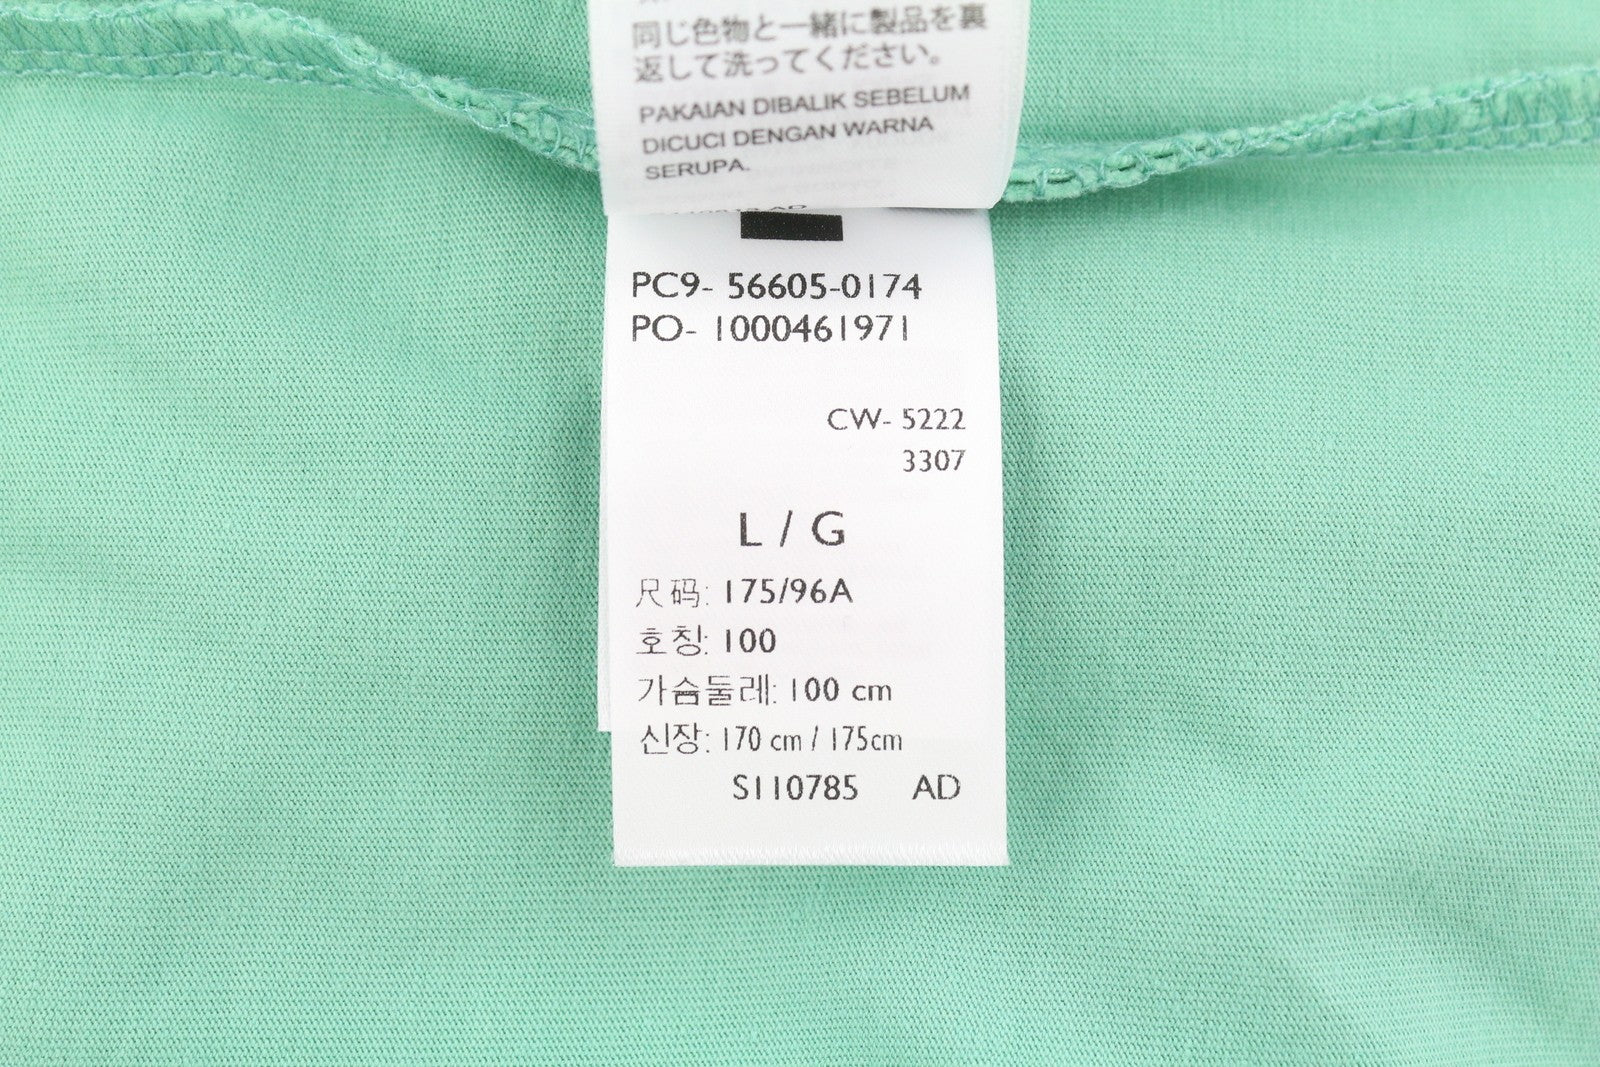 同じ色物と一緒に製品を裏
返して洗ってください。
PAKAIAN DIBALIK SEBELUM
DICUCI DENGAN WARNA
SERUPA.
AD
PC9- 56605-0174
PO- 1000461971
CW- 5222
3307
L / G
尺码: 175/96A
호칭: 100
가슴둘레: 100 cm
신장: 170 cm / 175cm
S110785 AD